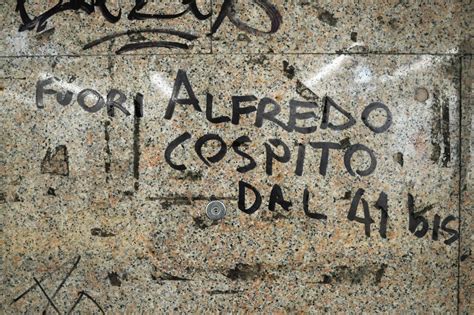 FUORI ALFREDO
COSPITO
DAL 41 bis